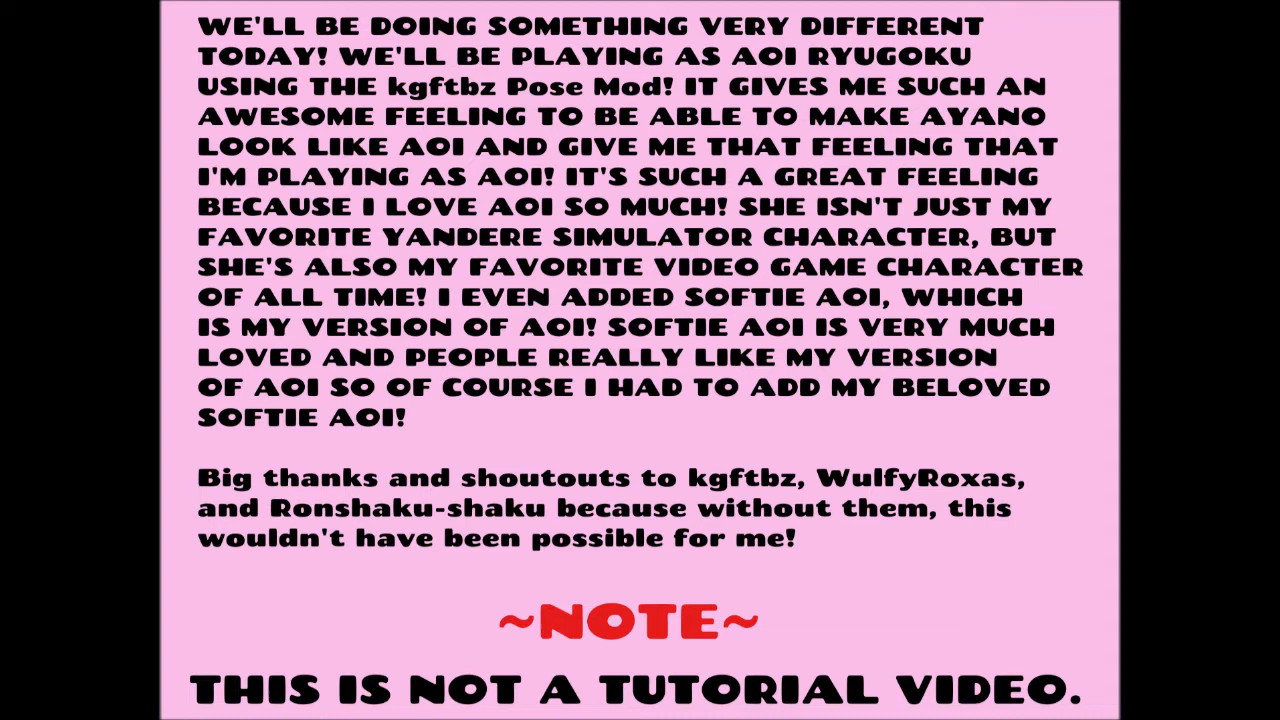 WE'LL BE DOING SOMETHING VERY DIFFERENT
TODAY! WE'LL BE PLAYING AS AOI RYUGOKU
USING THE kgftbz Pose Mod! IT GIVES ME SUCH AN
AWESOME FEELING TO BE ABLE TO MAKE AYANO
LOOK LIKE AOI AND GIVE ME THAT FEELING THAT
I'M PLAYING AS AOI! IT'S SUCH A GREAT FEELING
BECAUSE I LOVE AOI SO MUCH! SHE ISN'T JUST MY
FAVORITE YANDERE SIMULATOR CHARACTER, BUT
SHE'S ALSO MY FAVORITE VIDEO GAME CHARACTER
OF ALL TIME! I EVEN ADDED SOFTIE AOI, WHICH
IS MY VERSION OF AOI! SOFTIE AOI IS VERY MUCH
LOVED AND PEOPLE REALLY LIKE MY VERSION
OF AOI SO OF COURSE I HAD TO ADD MY BELOVED
SOFTIE AOI!
Big thanks and shoutouts to kgftbz, WulfyRoxas,
and Ronshaku-shaku because without them, this
wouldn't have been possible for me!
~NOTE~
THIS IS NOT A TUTORIAL VIDEO.